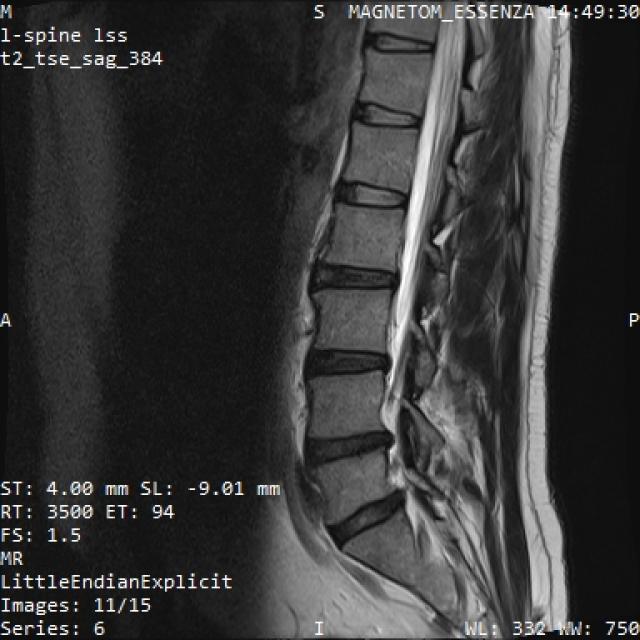 M S MAGNETOM_ESSENZA 14:49:30
l-spine lss
t2_tse_sag_384
A P
ST: 4.00 mm SL: -9.01 mm
RT: 3500 ET: 94
FS: 1.5
MR
LittleEndianExplicit
Images: 11/15
Series: 6 I WL: 332 WW: 750